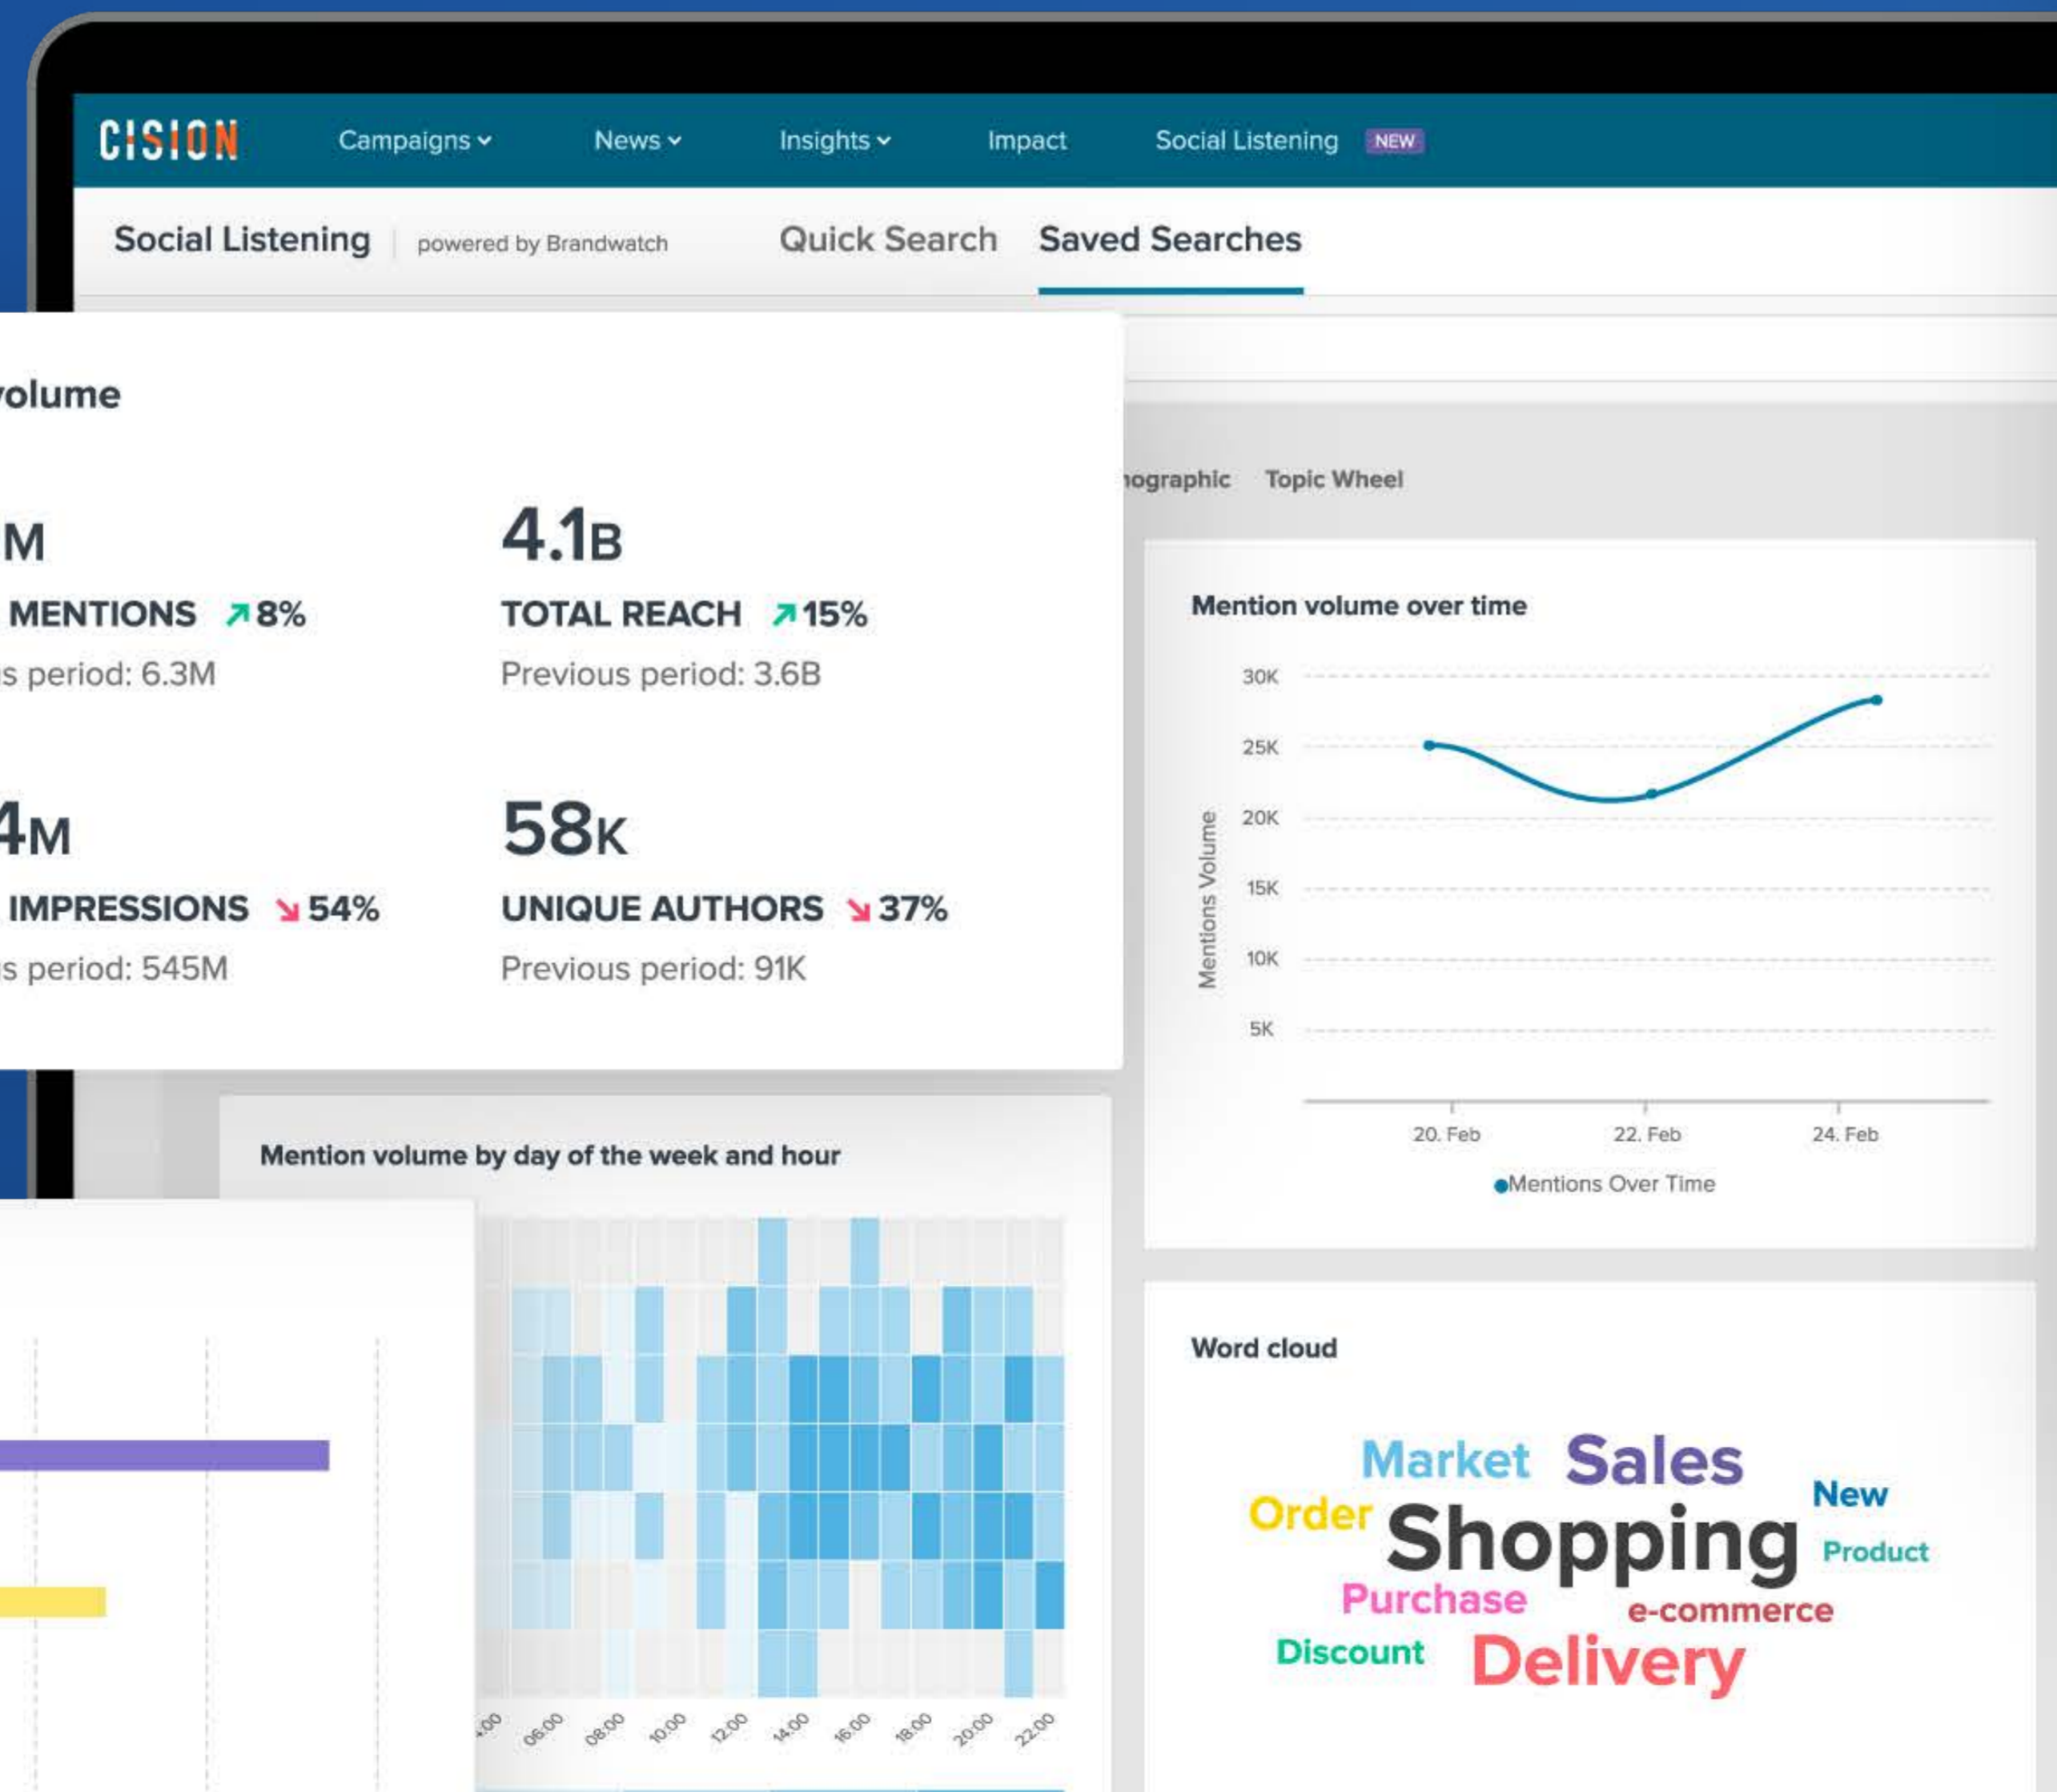 CISION Campaigns News Insights Impact Social Listening NEW
Social Listening powered by Brandwatch Quick Search Saved Searches
Topic Wheel
M
MENTIONS 8%
period: 6.3M
4.1B
TOTAL REACH 15%
Previous period: 3.6B
4M
IMPRESSIONS 54%
period: 545M
58K
UNIQUE AUTHORS 37%
Previous period: 91K
Mention volume over time
30K
25K
20K
15K
10K
5K
Mentions Volume
20. Feb 22. Feb 24. Feb
Mentions Over Time
Mention volume by day of the week and hour
06:00 08:00 10:00 12:00 14:00 16:00 18:00 20:00 22:00
Word cloud
Market Sales
New
Order Shopping
Product
Purchase e-commerce
Discount Delivery